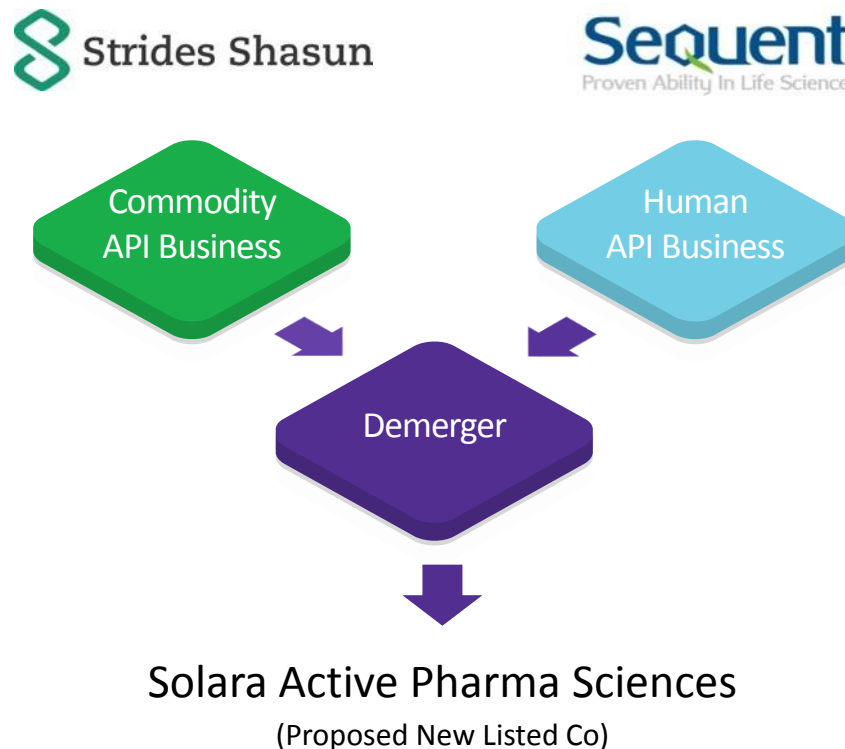 Strides Shasun
Sequent
Proven Ability In Life Science
Commodity
API Business
Human
API Business
Demerger
Solara Active Pharma Sciences
(Proposed New Listed Co)